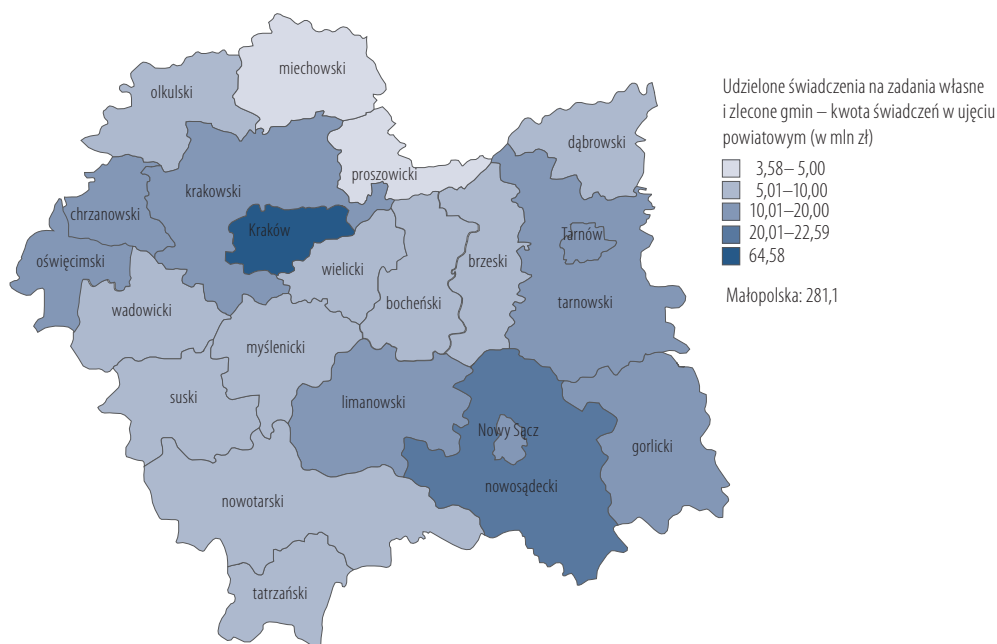 miechowski
olkulski
dąbrowski
proszowicki
krakowski
chrzanowski
Kraków
Tarnów
oświęcimski
wielicki
brzeski
bocheński
tarnowski
wadowicki
myślenicki
suski
limanowski
Nowy Sącz
gorlicki
nowosądecki
nowotarski
tatrzański
Udzielone świadczenia na zadania własne
i zlecone gmin – kwota świadczeń w ujęciu
powiatowym (w mln zł)
3,58– 5,00
5,01–10,00
10,01–20,00
20,01–22,59
64,58
Małopolska: 281,1